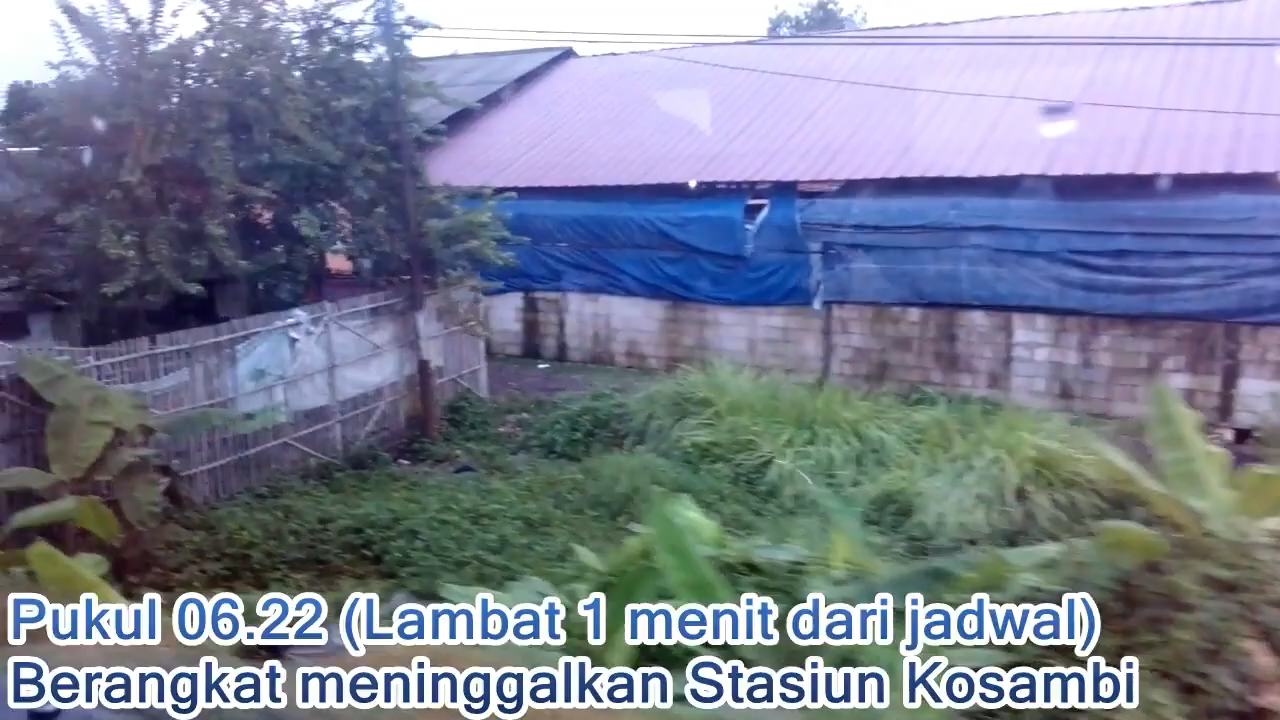 Pukul 06.22 (Lambat 1 menit dari jadwal)
Berangkat meninggalkan Stasiun Kosambi